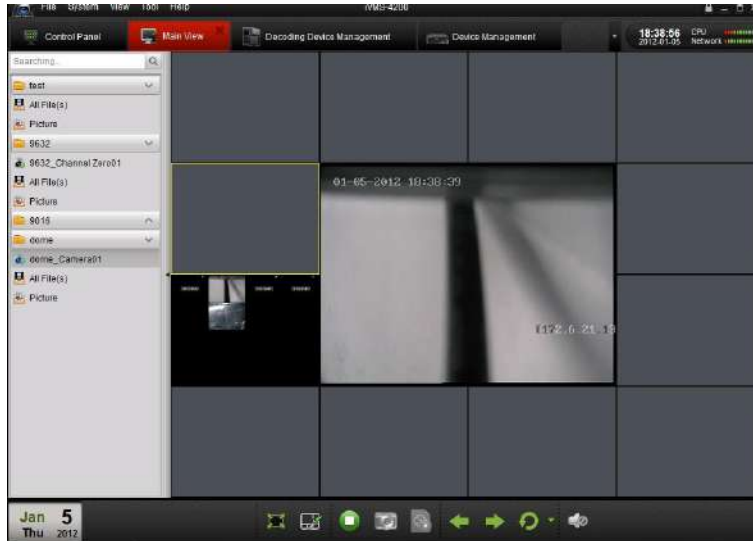 File System View Tool Help
iVMS-4200
Control Panel
Main View
Decoding Device Management
Device Management
18:38:56
2012-01-05
CPU
Network
Searching...
test
All File(s)
Picture
9632
9632_Channel Zero01
All File(s)
Picture
9016
dome
dome_Camera01
All File(s)
Picture
01-05-2012 18:38:39
Jan 5
Thu 2012